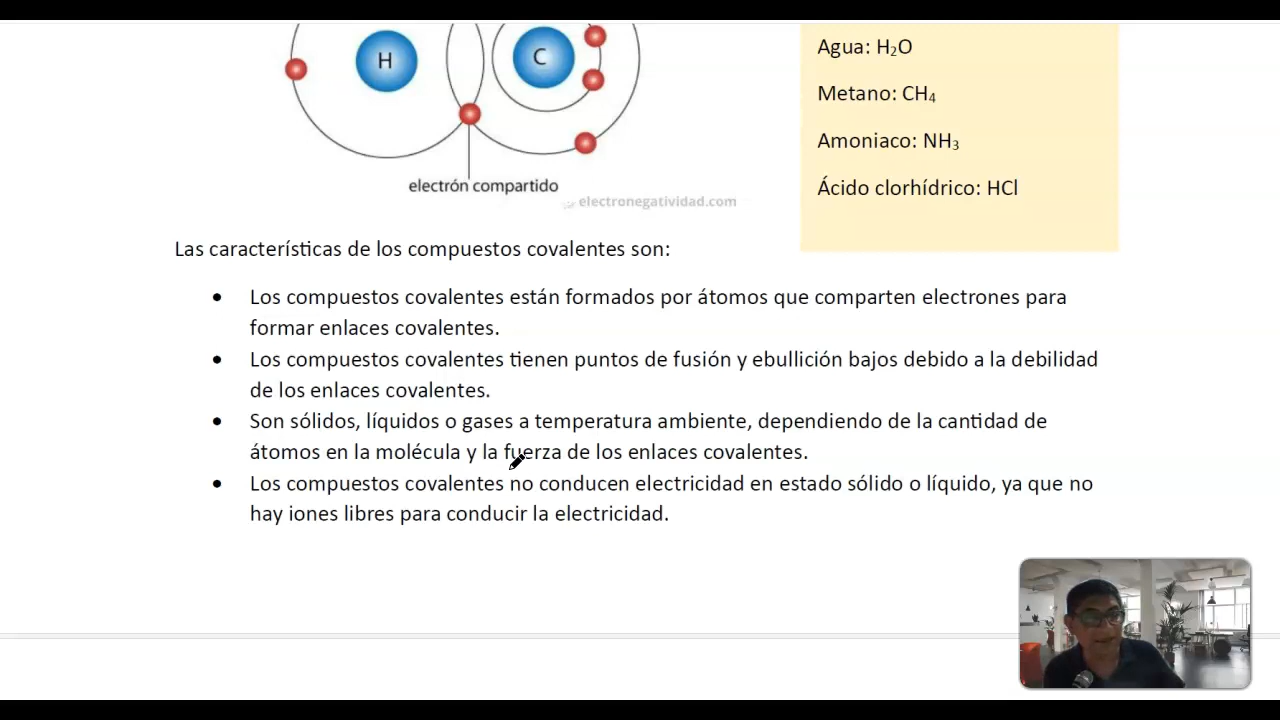 H
C
electrón compartido
electronegatividad.com
Agua: H₂O
Metano: CH₄
Amoniaco: NH₃
Ácido clorhídrico: HCl
Las características de los compuestos covalentes son:
• Los compuestos covalentes están formados por átomos que comparten electrones para
formar enlaces covalentes.
• Los compuestos covalentes tienen puntos de fusión y ebullición bajos debido a la debilidad
de los enlaces covalentes.
• Son sólidos, líquidos o gases a temperatura ambiente, dependiendo de la cantidad de
átomos en la molécula y la fuerza de los enlaces covalentes.
• Los compuestos covalentes no conducen electricidad en estado sólido o líquido, ya que no
hay iones libres para conducir la electricidad.